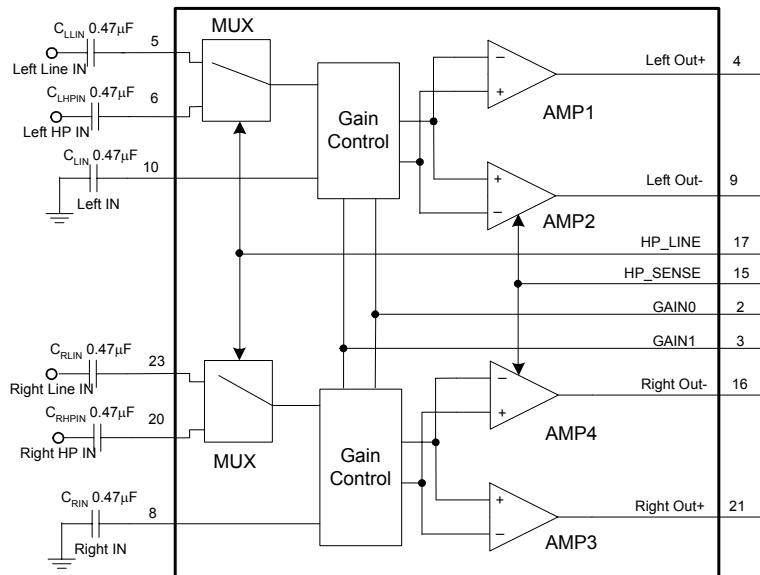 MUX
C_LLIN 0.47µF
5
Left Line IN
C_LHPIN 0.47µF
6
Left HP IN
C_LIN 0.47µF
10
Left IN
Gain
Control
-
+
AMP1
Left Out+ 4
+
-
AMP2
Left Out- 9
HP_LINE 17
HP_SENSE 15
GAIN0 2
GAIN1 3
C_RLIN 0.47µF
23
Right Line IN
C_RHPIN 0.47µF
20
Right HP IN
MUX
C_RIN 0.47µF
8
Right IN
Gain
Control
-
+
AMP4
Right Out- 16
+
-
AMP3
Right Out+ 21